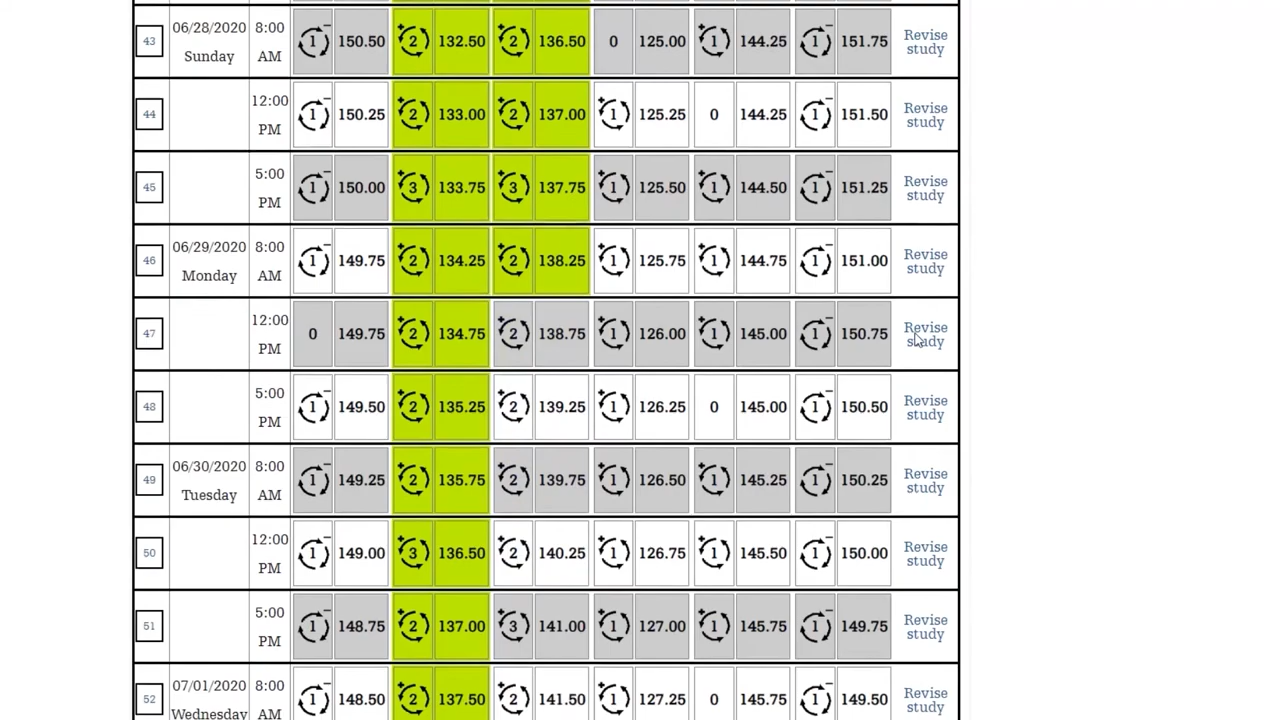 43 06/28/2020 Sunday 8:00 AM 1 − 150.50 + 2 132.50 + 2 136.50 0 125.00 + 1 144.25 1 − 151.75 Revise study
44 12:00 PM 1 − 150.25 + 2 133.00 + 2 137.00 + 1 125.25 0 144.25 1 − 151.50 Revise study
45 5:00 PM 1 − 150.00 + 3 133.75 + 3 137.75 + 1 125.50 + 1 144.50 1 − 151.25 Revise study
46 06/29/2020 Monday 8:00 AM 1 − 149.75 + 2 134.25 + 2 138.25 + 1 125.75 + 1 144.75 1 − 151.00 Revise study
47 12:00 PM 0 149.75 + 2 134.75 + 2 138.75 + 1 126.00 + 1 145.00 1 − 150.75 Revise study
48 5:00 PM 1 − 149.50 + 2 135.25 + 2 139.25 + 1 126.25 0 145.00 1 − 150.50 Revise study
49 06/30/2020 Tuesday 8:00 AM 1 − 149.25 + 2 135.75 + 2 139.75 + 1 126.50 + 1 145.25 1 − 150.25 Revise study
50 12:00 PM 1 − 149.00 + 3 136.50 + 2 140.25 + 1 126.75 + 1 145.50 1 − 150.00 Revise study
51 5:00 PM 1 − 148.75 + 2 137.00 + 3 141.00 + 1 127.00 + 1 145.75 1 − 149.75 Revise study
52 07/01/2020 Wednesday 8:00 AM 1 − 148.50 + 2 137.50 + 2 141.50 + 1 127.25 0 145.75 1 − 149.50 Revise study